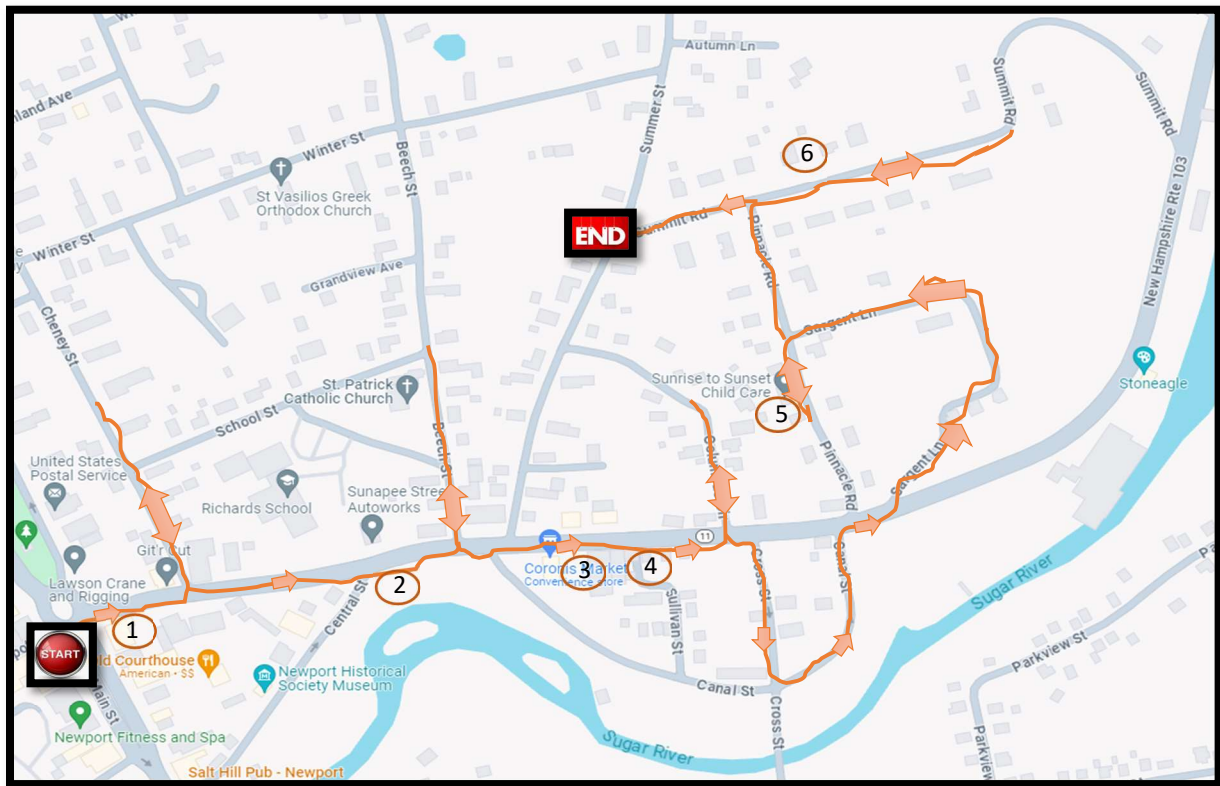 Autumn Ln
Summit Rd
Summit Rd
Summer St
Winter St
Beech St
6
St Vasilios Greek
Orthodox Church
New Hampshire Rte 103
END
Summit Rd
Winter St
Grandview Ave
Pinnacle Rd
Cheney St
Sargent Ln
St. Patrick
Catholic Church
Sunrise to Sunset
Child Care
Stoneagle
School St
5
Beech St
United States
Postal Service
Pinnacle Rd
Sargent Ln
Richards School
Sunapee Street
Autoworks
Git'r Cut
11
Lawson Crane
and Rigging
Coronis Market
Convenience store
3
4
2
Central St
Cross St
Canal St
Sugar River
1
START
Sullivan St
Old Courthouse
American • $$
Newport Historical
Society Museum
Canal St
Parkview St
Main St
Cross St
Newport Fitness and Spa
Sugar River
Parkview
Salt Hill Pub - Newport